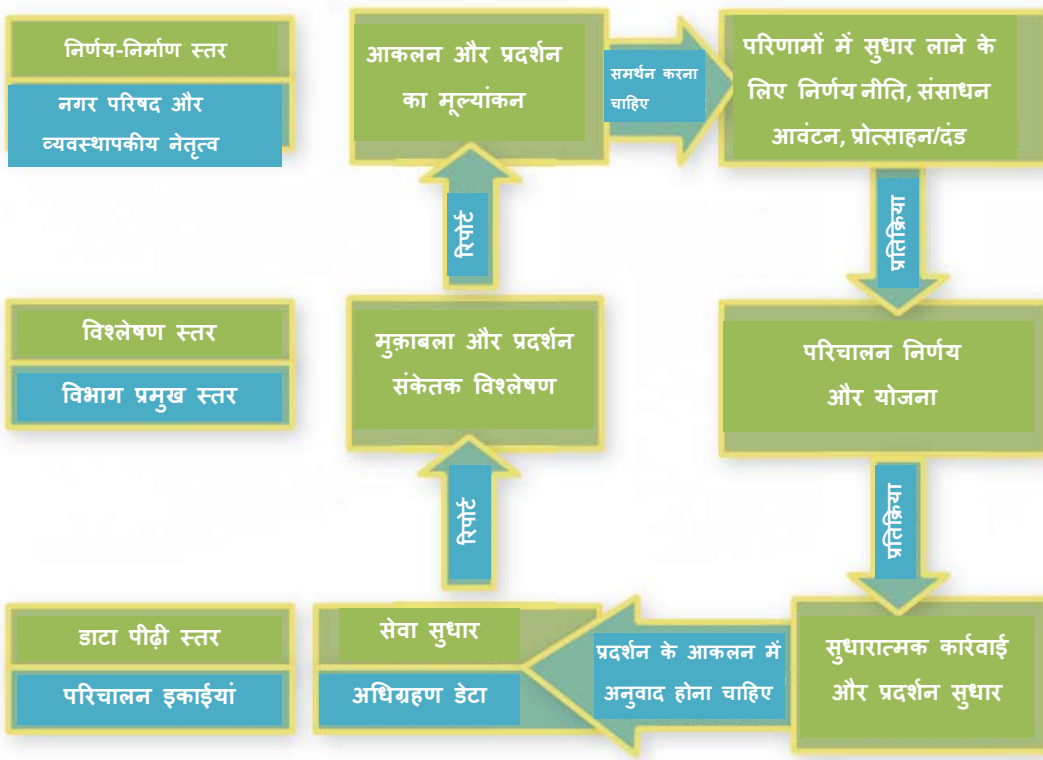 निर्णय-निर्माण स्तर
नगर परिषद और
व्यवस्थापकीय नेतृत्व
आकलन और प्रदर्शन
का मूल्यांकन
समर्थन करना
चाहिए
परिणामों में सुधार लाने के
लिए निर्णय नीति, संसाधन
आवंटन, प्रोत्साहन/दंड
रिपोर्ट
प्रतिक्रिया
विश्लेषण स्तर
विभाग प्रमुख स्तर
मुक़ाबला और प्रदर्शन
संकेतक विश्लेषण
परिचालन निर्णय
और योजना
रिपोर्ट
प्रतिक्रिया
डाटा पीढ़ी स्तर
परिचालन इकाईयां
सेवा सुधार
अधिग्रहण डेटा
प्रदर्शन के आकलन में
अनुवाद होना चाहिए
सुधारात्मक कार्रवाई
और प्रदर्शन सुधार